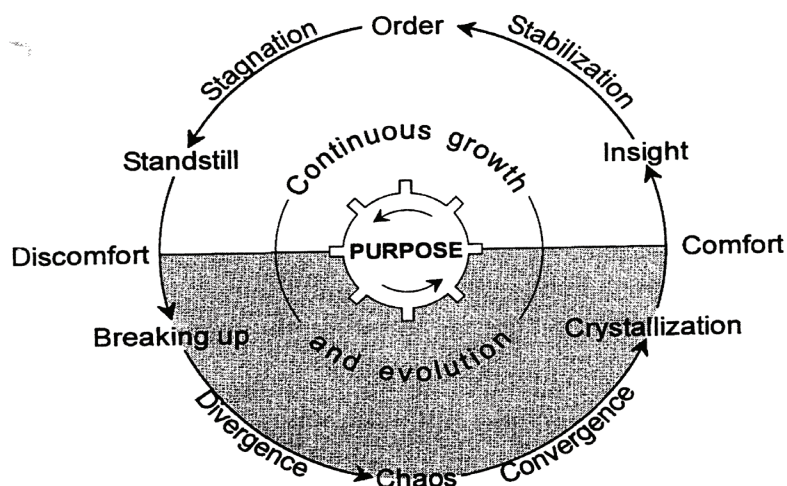 Order
Stagnation
Stabilization
Standstill
Continuous growth
Insight
Discomfort
PURPOSE
Comfort
Breaking up
and evolution
Crystallization
Divergence
Chaos
Convergence